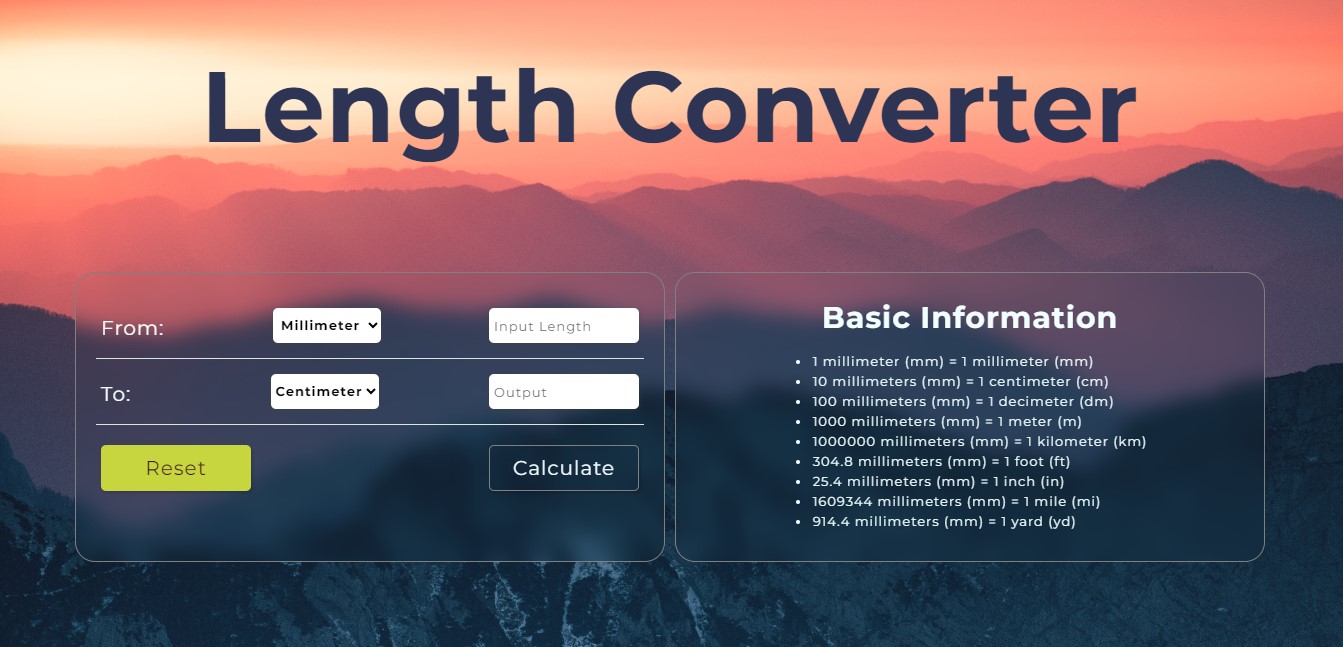 Length Converter
From:
Millimeter
Input Length
To:
Centimeter
Output
Reset
Calculate
Basic Information
1 millimeter (mm) = 1 millimeter (mm)
10 millimeters (mm) = 1 centimeter (cm)
100 millimeters (mm) = 1 decimeter (dm)
1000 millimeters (mm) = 1 meter (m)
1000000 millimeters (mm) = 1 kilometer (km)
304.8 millimeters (mm) = 1 foot (ft)
25.4 millimeters (mm) = 1 inch (in)
1609344 millimeters (mm) = 1 mile (mi)
914.4 millimeters (mm) = 1 yard (yd)